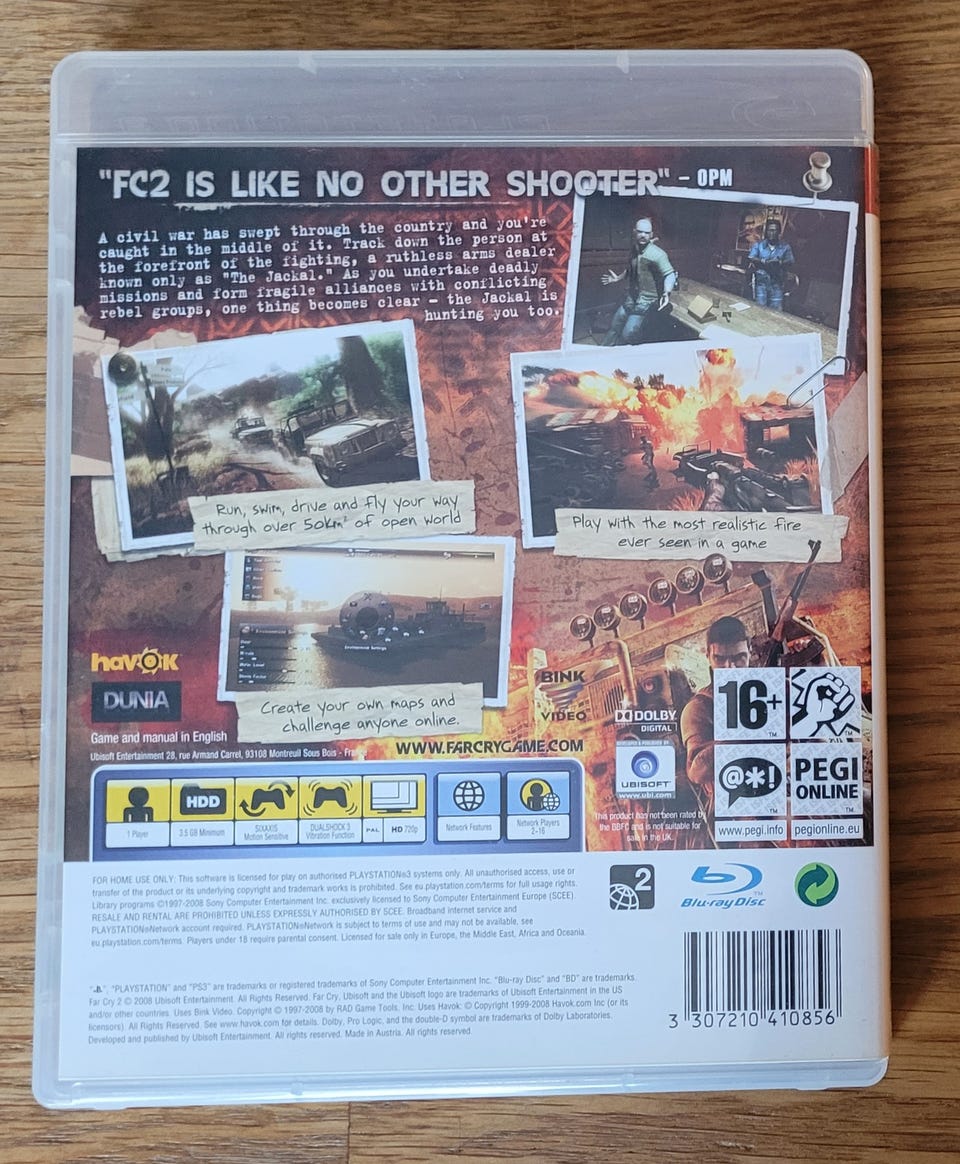 "FC2 IS LIKE NO OTHER SHOOTER" – OPM
A civil war has swept through the country and you're
caught in the middle of it. Track down the person at
the forefront of the fighting, a ruthless arms dealer
known only as "The Jackal." As you undertake deadly
missions and form fragile alliances with conflicting
rebel groups, one thing becomes clear – the Jackal is
hunting you too.
Run, swim, drive and fly your way
through over 50km² of open world
Play with the most realistic fire
ever seen in a game
Create your own maps and
challenge anyone online.
havok
DUNIA
BINK
VIDEO
Game and manual in English
Ubisoft Entertainment 28, rue Armand Carrel, 93108 Montreuil Sous Bois - France
WWW.FARCRYGAME.COM
DOLBY
DIGITAL
DEVELOPED & PUBLISHED BY
UBISOFT
www.ubi.com
16+
@*!
PEGI
ONLINE
www.pegi.info
pegionline.eu
This product has not been rated by
the BBFC and is not suitable for
sale in the UK.
HDD
1 Player
3.5 GB Minimum
SIXAXIS
Motion Sensitive
DUALSHOCK 3
Vibration Function
PAL HD 720p
Network Features
Network Players
2-16
FOR HOME USE ONLY: This software is licensed for play on authorised PLAYSTATION®3 systems only. All unauthorised access, use or
transfer of the product or its underlying copyright and trademark works is prohibited. See eu.playstation.com/terms for full usage rights.
Library programs ©1997-2008 Sony Computer Entertainment Inc. exclusively licensed to Sony Computer Entertainment Europe (SCEE).
RESALE AND RENTAL ARE PROHIBITED UNLESS EXPRESSLY AUTHORISED BY SCEE. Broadband internet service and
PLAYSTATION®Network account required. PLAYSTATION®Network is subject to terms of use and may not be available, see
eu.playstation.com/terms. Players under 18 require parental consent. Licensed for sale only in Europe, the Middle East, Africa and Oceania.
2
Blu-ray Disc
", "PLAYSTATION" and "PS3" are trademarks or registered trademarks of Sony Computer Entertainment Inc. "Blu-ray Disc" and "BD" are trademarks.
Far Cry 2 © 2008 Ubisoft Entertainment. All Rights Reserved. Far Cry, Ubisoft and the Ubisoft logo are trademarks of Ubisoft Entertainment in the US
and/or other countries. Uses Bink Video. Copyright © 1997-2008 by RAD Game Tools, Inc. Uses Havok: © Copyright 1999-2008 Havok.com Inc (or its
licensors). All Rights Reserved. See www.havok.com for details. Dolby, Pro Logic, and the double-D symbol are trademarks of Dolby Laboratories.
Developed and published by Ubisoft Entertainment. All rights reserved. Made in Austria. All rights reserved.
3 307210 410856